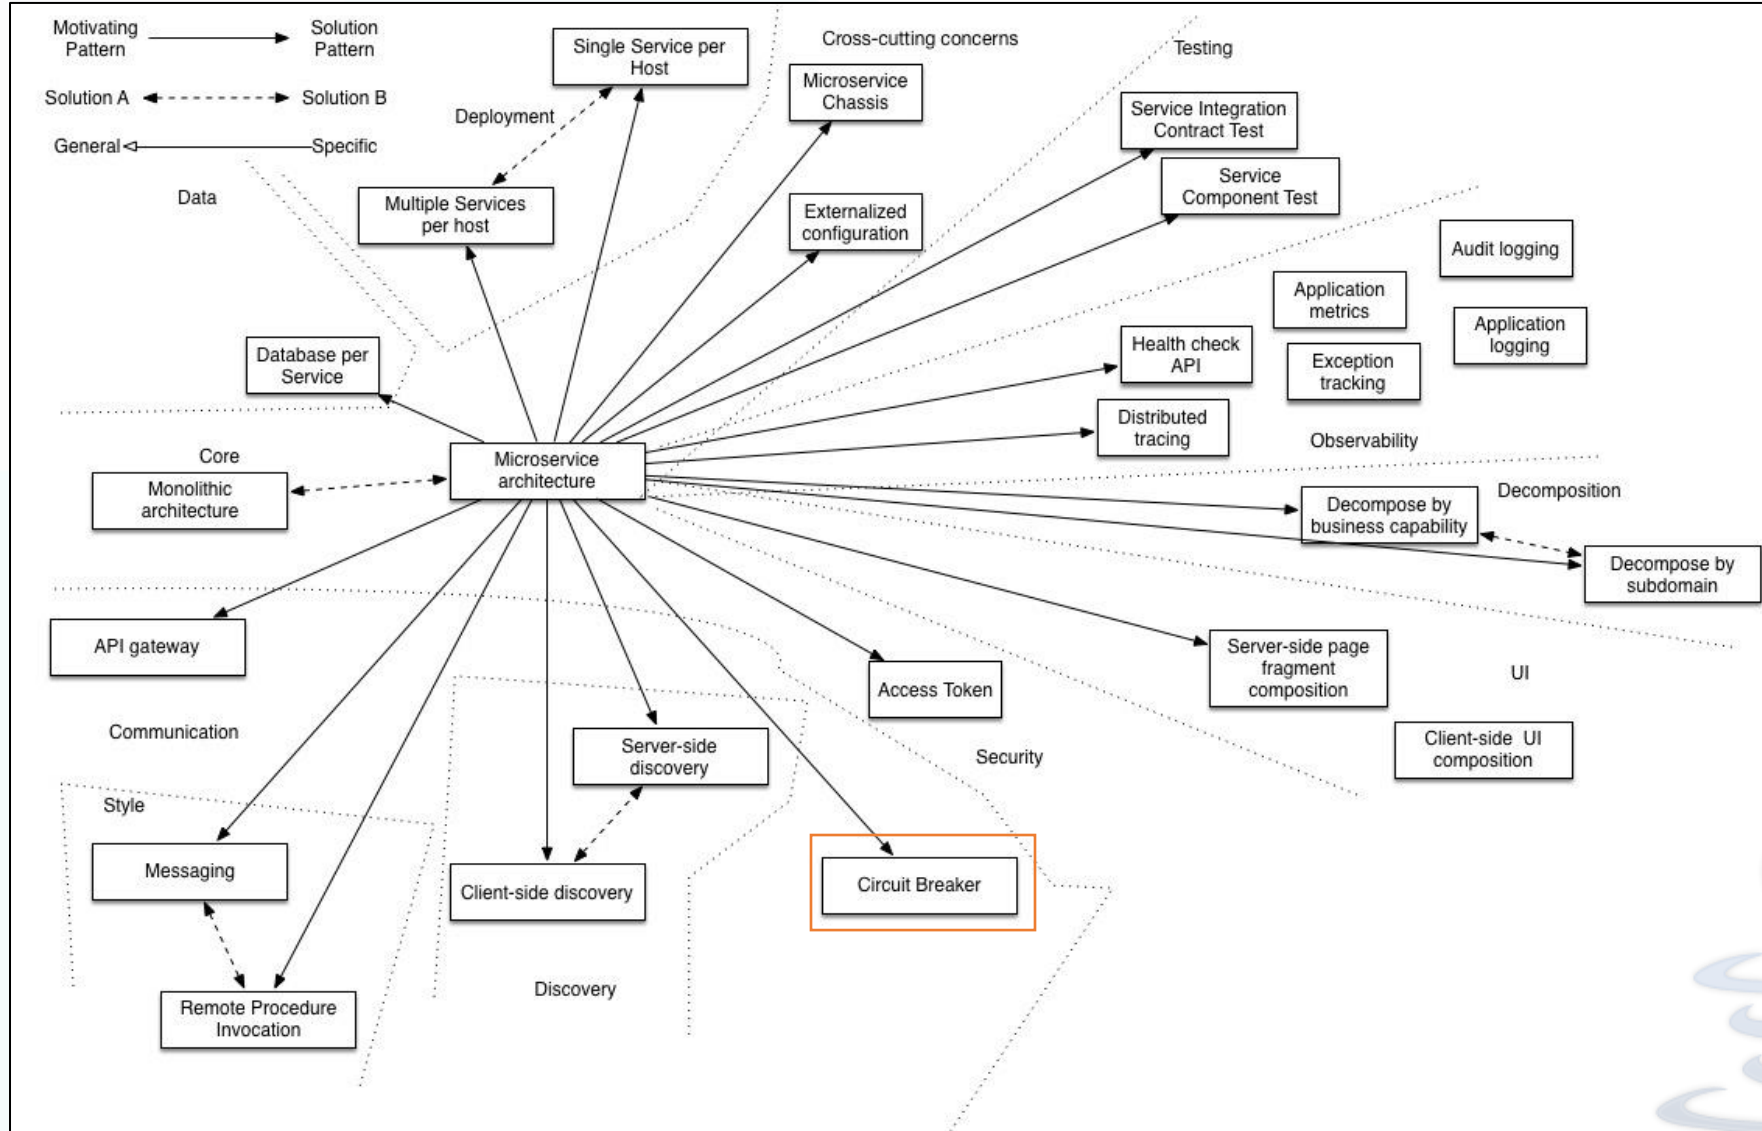 Motivating
Pattern
Solution
Pattern
Solution A
Solution B
General
Specific
Data
Deployment
Single Service per
Host
Multiple Services
per host
Cross-cutting concerns
Microservice
Chassis
Externalized
configuration
Testing
Service Integration
Contract Test
Service
Component Test
Audit logging
Application
metrics
Application
logging
Health check
API
Exception
tracking
Distributed
tracing
Observability
Database per
Service
Core
Monolithic
architecture
Microservice
architecture
Decompose by
business capability
Decomposition
Decompose by
subdomain
API gateway
Access Token
Server-side page
fragment
composition
UI
Client-side UI
composition
Communication
Server-side
discovery
Security
Style
Messaging
Client-side discovery
Circuit Breaker
Discovery
Remote Procedure
Invocation